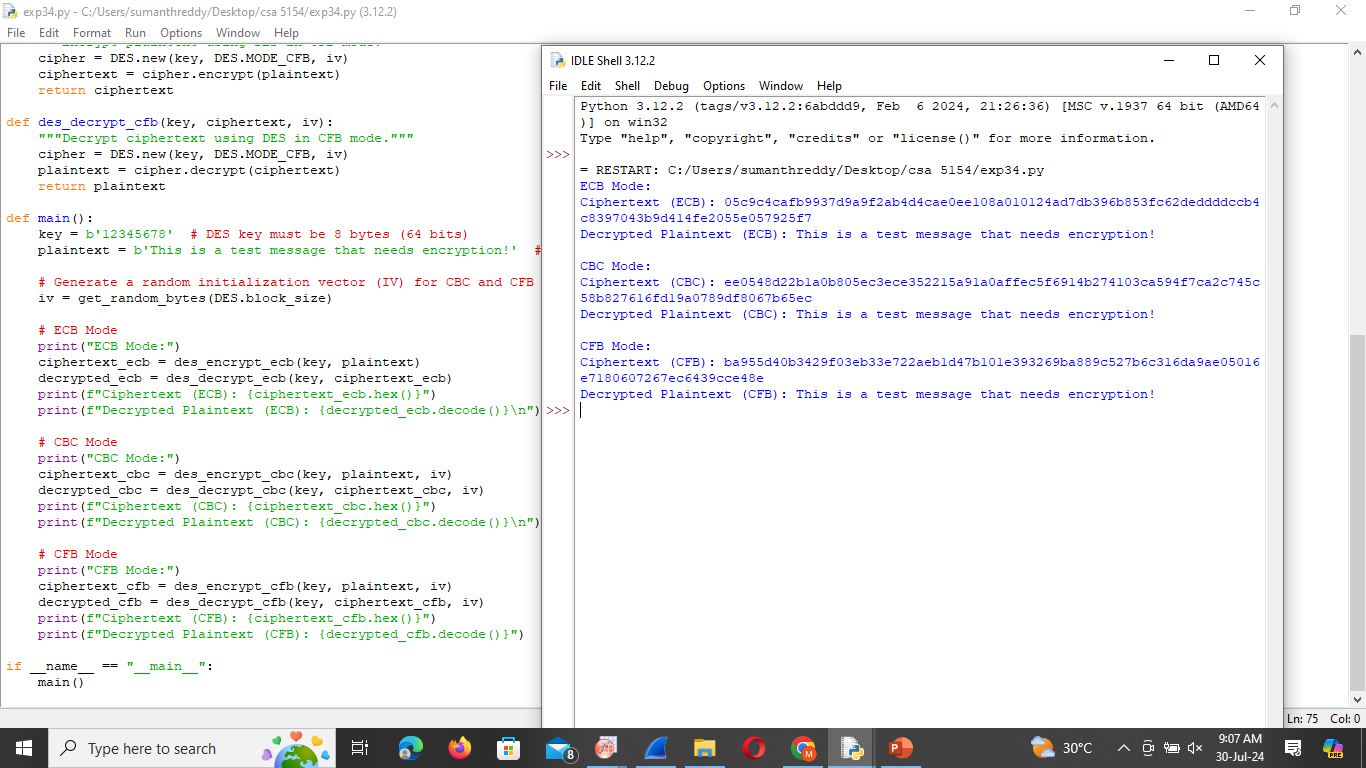 exp34.py - C:/Users/sumanthreddy/Desktop/csa 5154/exp34.py (3.12.2)
File Edit Format Run Options Window Help
cipher = DES.new(key, DES.MODE_CFB, iv)
ciphertext = cipher.encrypt(plaintext)
return ciphertext
def des_decrypt_cfb(key, ciphertext, iv):
"""Decrypt ciphertext using DES in CFB mode."""
cipher = DES.new(key, DES.MODE_CFB, iv)
plaintext = cipher.decrypt(ciphertext)
return plaintext
def main():
key = b'12345678'  # DES key must be 8 bytes (64 bits)
plaintext = b'This is a test message that needs encryption!'  #
# Generate a random initialization vector (IV) for CBC and CFB
iv = get_random_bytes(DES.block_size)
# ECB Mode
print("ECB Mode:")
ciphertext_ecb = des_encrypt_ecb(key, plaintext)
decrypted_ecb = des_decrypt_ecb(key, ciphertext_ecb)
print(f"Ciphertext (ECB): {ciphertext_ecb.hex()}")
print(f"Decrypted Plaintext (ECB): {decrypted_ecb.decode()}\n")
# CBC Mode
print("CBC Mode:")
ciphertext_cbc = des_encrypt_cbc(key, plaintext, iv)
decrypted_cbc = des_decrypt_cbc(key, ciphertext_cbc, iv)
print(f"Ciphertext (CBC): {ciphertext_cbc.hex()}")
print(f"Decrypted Plaintext (CBC): {decrypted_cbc.decode()}\n")
# CFB Mode
print("CFB Mode:")
ciphertext_cfb = des_encrypt_cfb(key, plaintext, iv)
decrypted_cfb = des_decrypt_cfb(key, ciphertext_cfb, iv)
print(f"Ciphertext (CFB): {ciphertext_cfb.hex()}")
print(f"Decrypted Plaintext (CFB): {decrypted_cfb.decode()}")
if __name__ == "__main__":
main()
IDLE Shell 3.12.2
File Edit Shell Debug Options Window Help
Python 3.12.2 (tags/v3.12.2:6abddd9, Feb  6 2024, 21:26:36) [MSC v.1937 64 bit (AMD64
)] on win32
Type "help", "copyright", "credits" or "license()" for more information.
>>>
= RESTART: C:/Users/sumanthreddy/Desktop/csa 5154/exp34.py
ECB Mode:
Ciphertext (ECB): 05c9c4cafb9937d9a9f2ab4d4cae0ee108a010124ad7db396b853fc62deddddccb4
c8397043b9d414fe2055e057925f7
Decrypted Plaintext (ECB): This is a test message that needs encryption!
CBC Mode:
Ciphertext (CBC): ee0548d22b1a0b805ec3ece352215a91a0affec5f6914b274103ca594f7ca2c745c
58b827616fd19a0789df8067b65ec
Decrypted Plaintext (CBC): This is a test message that needs encryption!
CFB Mode:
Ciphertext (CFB): ba955d40b3429f03eb33e722aeb1d47b101e393269ba889c527b6c316da9ae05016
e7180607267ec6439cce48e
Decrypted Plaintext (CFB): This is a test message that needs encryption!
>>>
Ln: 75 Col: 0
Type here to search
8
30°C
9:07 AM
30-Jul-24
PRE